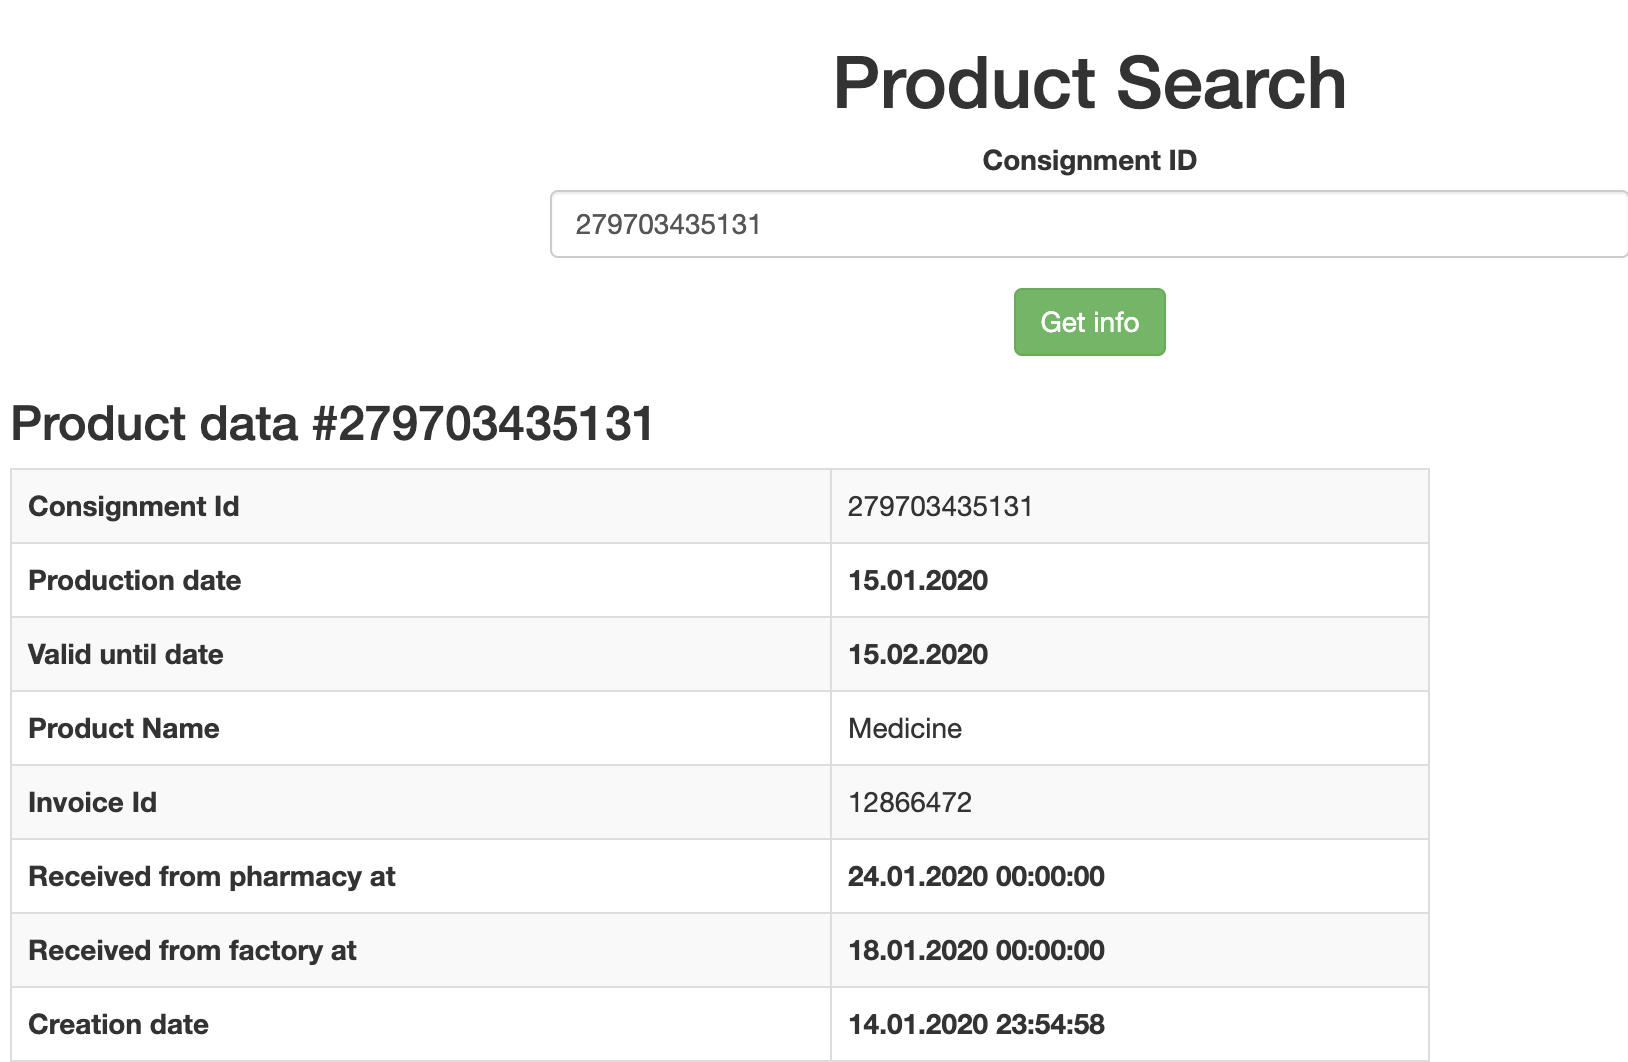 Product Search
Consignment ID
279703435131
Get info
Product data #279703435131
Consignment Id 279703435131
Production date 15.01.2020
Valid until date 15.02.2020
Product Name Medicine
Invoice Id 12866472
Received from pharmacy at 24.01.2020 00:00:00
Received from factory at 18.01.2020 00:00:00
Creation date 14.01.2020 23:54:58